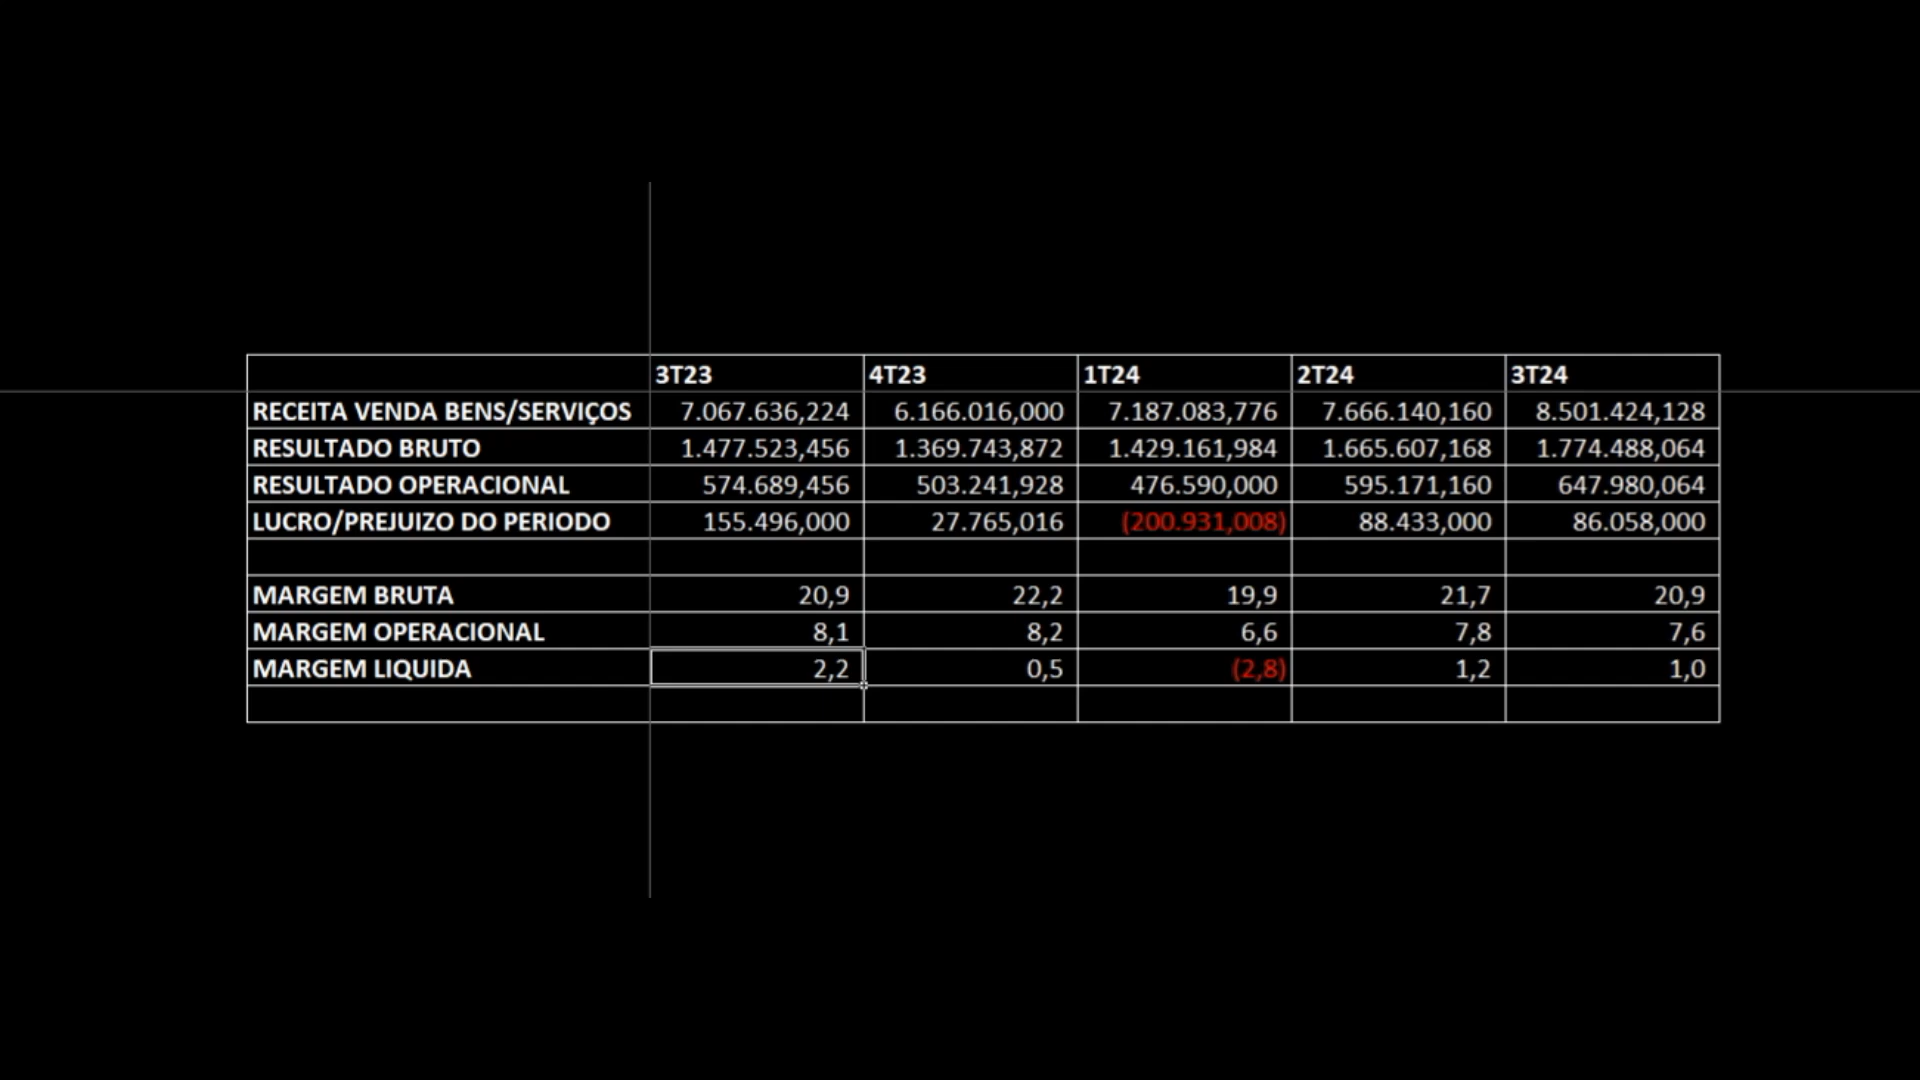 3T23 4T23 1T24 2T24 3T24
RECEITA VENDA BENS/SERVIÇOS 7.067.636,224 6.166.016,000 7.187.083,776 7.666.140,160 8.501.424,128
RESULTADO BRUTO 1.477.523,456 1.369.743,872 1.429.161,984 1.665.607,168 1.774.488,064
RESULTADO OPERACIONAL 574.689,456 503.241,928 476.590,000 595.171,160 647.980,064
LUCRO/PREJUIZO DO PERIODO 155.496,000 27.765,016 (200.931,008) 88.433,000 86.058,000
MARGEM BRUTA 20,9 22,2 19,9 21,7 20,9
MARGEM OPERACIONAL 8,1 8,2 6,6 7,8 7,6
MARGEM LIQUIDA 2,2 0,5 (2,8) 1,2 1,0